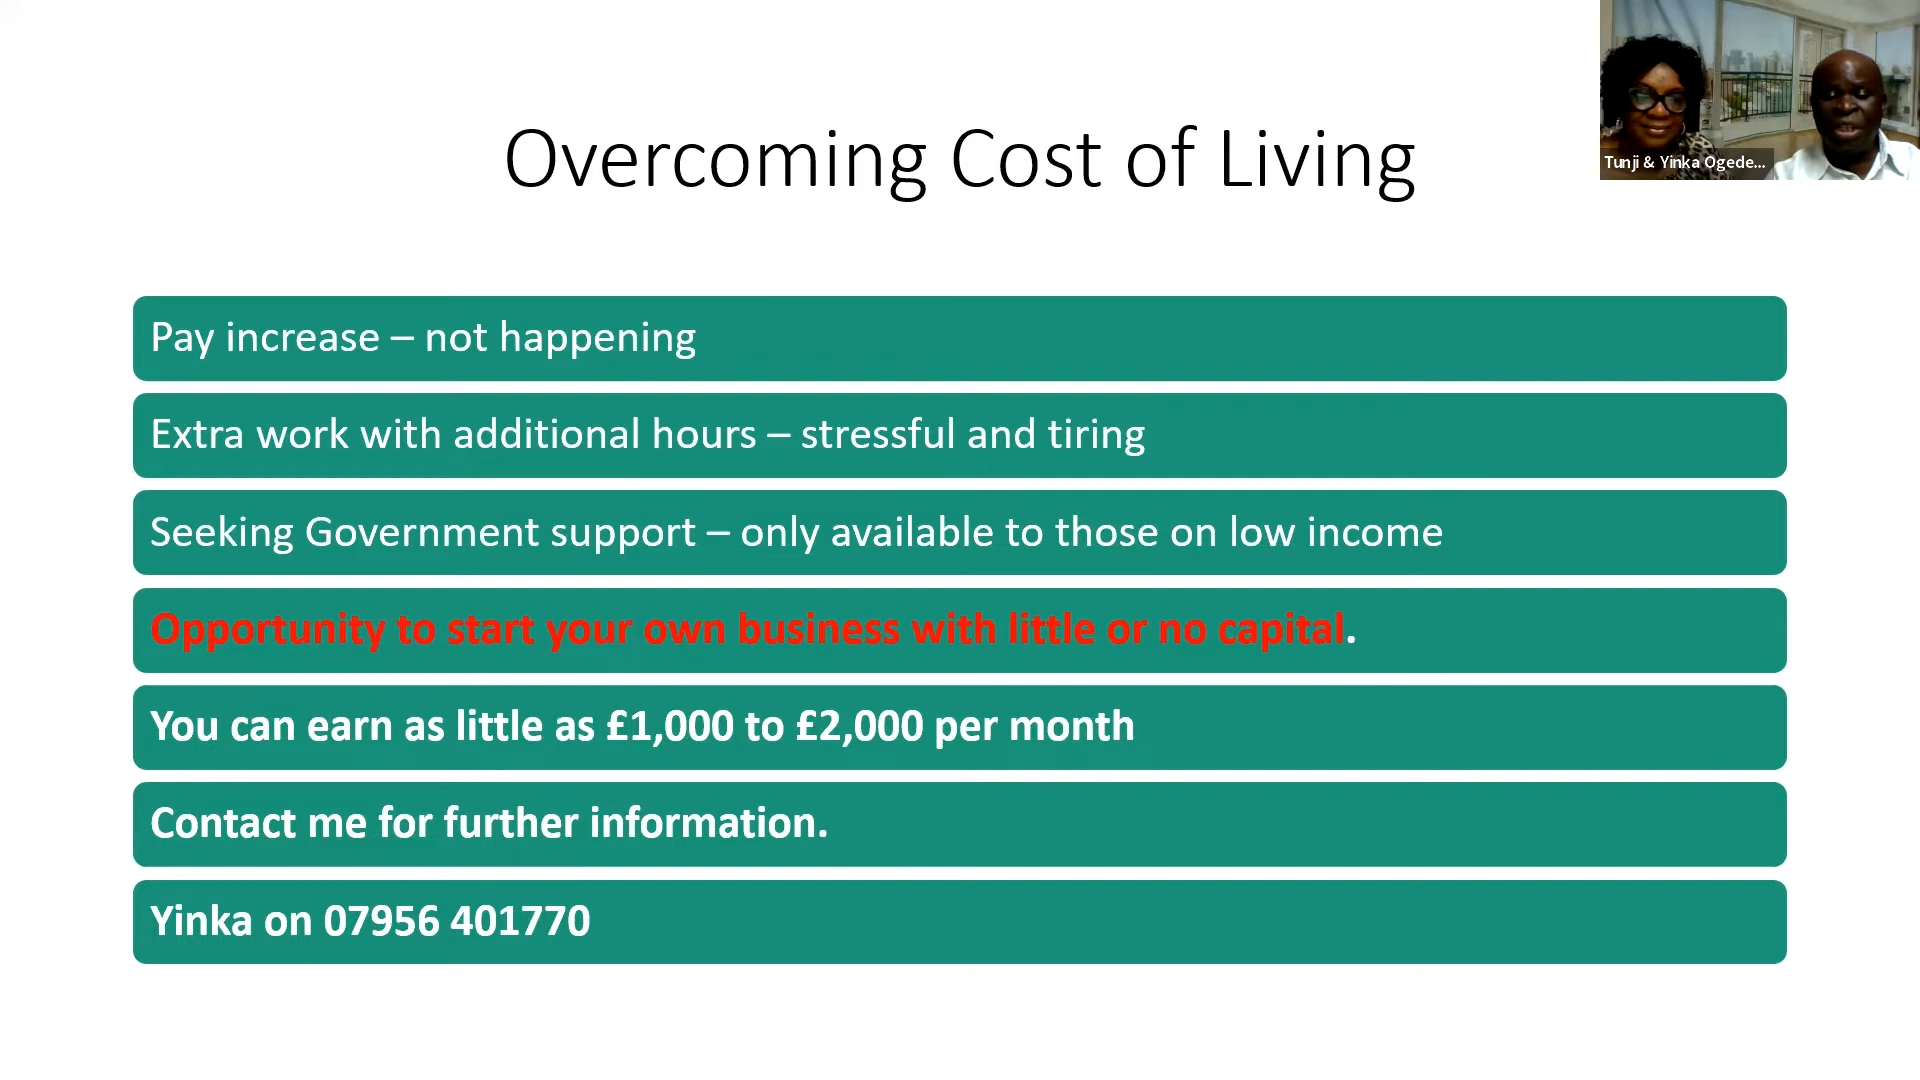 Overcoming Cost of Living
Tunji & Yinka Ogede...
Pay increase – not happening
Extra work with additional hours – stressful and tiring
Seeking Government support – only available to those on low income
Opportunity to start your own business with little or no capital.
You can earn as little as £1,000 to £2,000 per month
Contact me for further information.
Yinka on 07956 401770